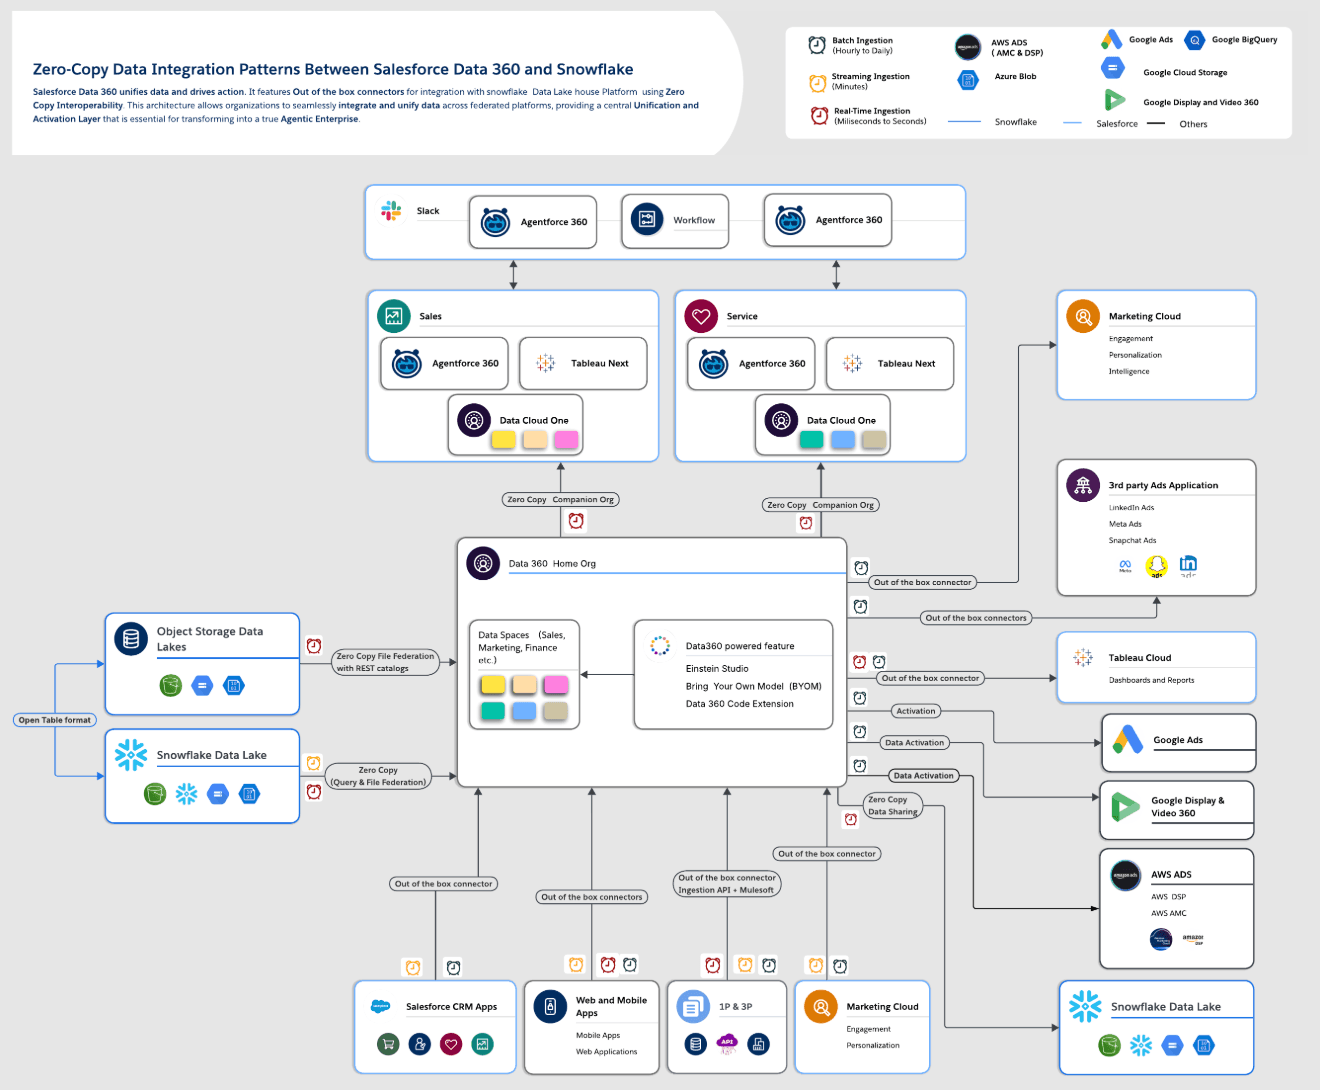 Zero-Copy Data Integration Patterns Between Salesforce Data 360 and Snowflake
Salesforce Data 360 unifies data and drives action. It features Out of the box connectors for integration with snowflake Data Lake house Platform using Zero
Copy Interoperability. This architecture allows organizations to seamlessly integrate and unify data across federated platforms, providing a central Unification and
Activation Layer that is essential for transforming into a true Agentic Enterprise.
Batch Ingestion
(Hourly to Daily)
Streaming Ingestion
(Minutes)
Real-Time Ingestion
(Miliseconds to Seconds)
amazon ads
AWS ADS
( AMC & DSP)
Azure Blob
Google Ads
Google BigQuery
Google Cloud Storage
Google Display and Video 360
Snowflake
Salesforce
Others
Slack
Agentforce 360
Workflow
Agentforce 360
Sales
Agentforce 360
Tableau Next
Data Cloud One
Service
Agentforce 360
Tableau Next
Data Cloud One
Marketing Cloud
Engagement
Personalization
Intelligence
3rd party Ads Application
LinkedIn Ads
Meta Ads
Snapchat Ads
Meta
ads
in
ads
Zero Copy Companion Org
Zero Copy Companion Org
Data 360 Home Org
Data Spaces (Sales,
Marketing, Finance
etc.)
Data360 powered feature
Einstein Studio
Bring Your Own Model (BYOM)
Data 360 Code Extension
Out of the box connector
Out of the box connectors
Out of the box connector
Activation
Data Activation
Data Activation
Zero Copy
Data Sharing
Object Storage Data
Lakes
Zero Copy File Federation
with REST catalogs
Open Table format
Snowflake Data Lake
Zero Copy
(Query & File Federation)
Tableau Cloud
Dashboards and Reports
Google Ads
Google Display &
Video 360
amazon ads
AWS ADS
AWS DSP
AWS AMC
amazon
DSP
Snowflake Data Lake
Out of the box connector
Out of the box connectors
Out of the box connector
Ingestion API + Mulesoft
Out of the box connector
Salesforce CRM Apps
Web and Mobile
Apps
Mobile Apps
Web Applications
1P & 3P
API
Marketing Cloud
Engagement
Personalization